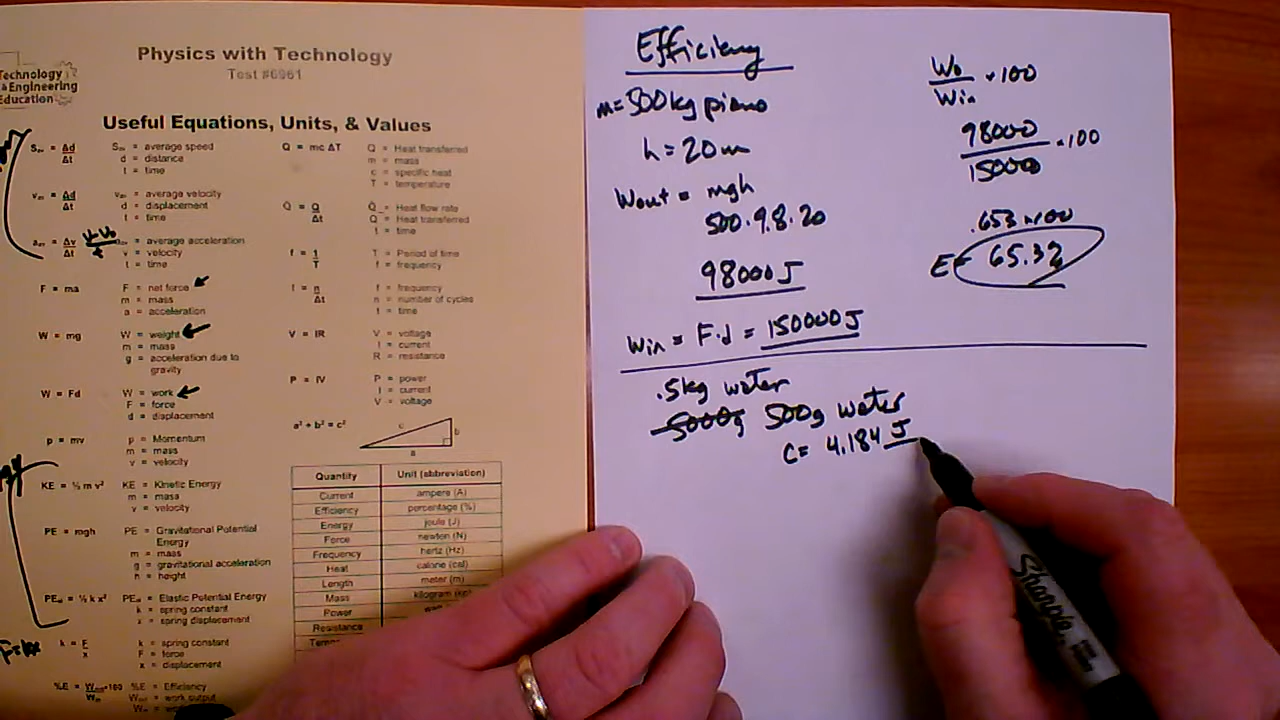 Physics with Technology
Test #6961
Technology
& Engineering
Education
Useful Equations, Units, & Values
Sav = Δd
Δt
Sav = average speed
d = distance
t = time
vav = Δd
Δt
vav = average velocity
d = displacement
t = time
aav = Δv
Δt
aav = average acceleration
v = velocity
t = time
F = ma
F = net force
m = mass
a = acceleration
W = mg
W = weight
m = mass
g = acceleration due to
gravity
W = Fd
W = work
F = force
d = displacement
p = mv
p = Momentum
m = mass
v = velocity
KE = ½ m v²
KE = Kinetic Energy
m = mass
v = velocity
PE = mgh
PE = Gravitational Potential
Energy
m = mass
g = gravitational acceleration
h = height
PEel = ½ k x²
PEel = Elastic Potential Energy
k = spring constant
x = spring displacement
k = F
x
k = spring constant
F = force
x = displacement
%E = Wout×100
Win
%E = Efficiency
Wout = work output
Q = mc ΔT
Q = Heat transferred
m = mass
c = specific heat
T = temperature
Q = Q
Δt
Q = Heat flow rate
Q = Heat transferred
t = time
f = 1
T
T = Period of time
f = frequency
f = n
Δt
f = frequency
n = number of cycles
t = time
V = IR
V = voltage
I = current
R = resistance
P = IV
P = power
I = current
V = voltage
a² + b² = c²
c
b
a
Quantity Unit (abbreviation)
Current ampere (A)
Efficiency percentage (%)
Energy joule (J)
Force newton (N)
Frequency hertz (Hz)
Heat calorie (cal)
Length meter (m)
Mass kilogram (kg)
Power
Resistance
Efficiency
m=500kg piano
h=20m
Wout = mgh
500·9.8·20
98000J
Win = F·d = 150000J
Wo
Win
×100
98000
150000
×100
.653×100
E= 65.3%
.5kg water
5000g 500g water
C= 4.184 J
Sharpie